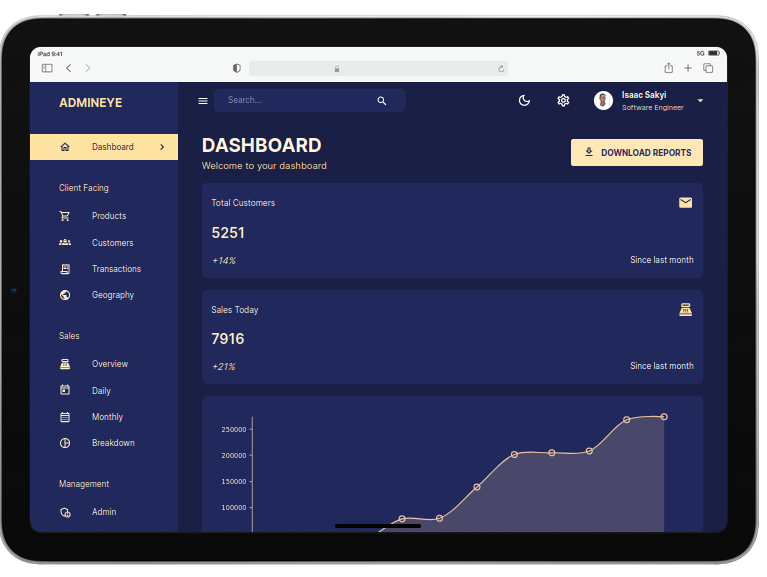 iPad 9:41
5G
ADMINEYE
Search...
Isaac Sakyi
Software Engineer
Dashboard
DASHBOARD
Welcome to your dashboard
DOWNLOAD REPORTS
Client Facing
Products
Customers
Transactions
Geography
Sales
Overview
Daily
Monthly
Breakdown
Management
Admin
Total Customers
5251
+14%
Since last month
Sales Today
7916
+21%
Since last month
250000
200000
150000
100000